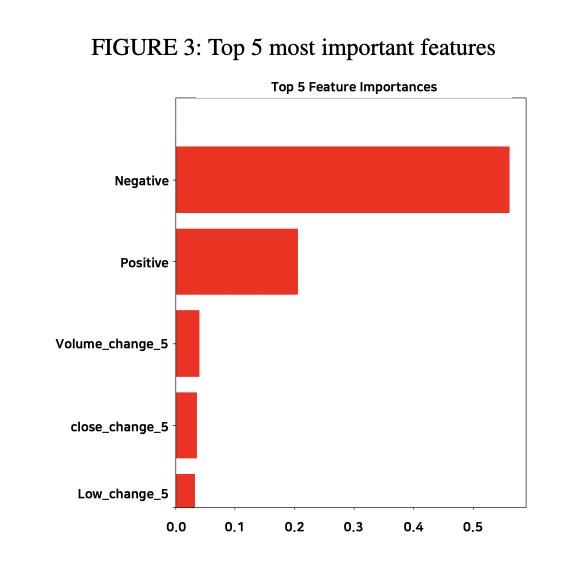 FIGURE 3: Top 5 most important features
Top 5 Feature Importances
Negative
Positive
Volume_change_5
close_change_5
Low_change_5
0.0 0.1 0.2 0.3 0.4 0.5